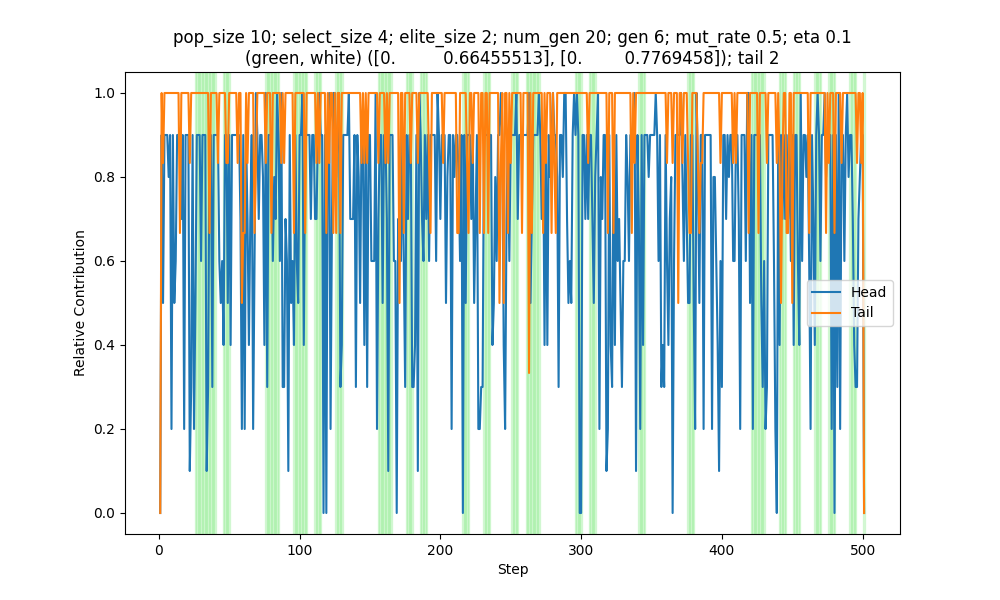 pop_size 10; select_size 4; elite_size 2; num_gen 20; gen 6; mut_rate 0.5; eta 0.1
(green, white) ([0.         0.66455513], [0.        0.7769458]); tail 2
1.0
0.8
0.6
0.4
0.2
0.0
Relative Contribution
Head
Tail
0
100
200
300
400
500
Step